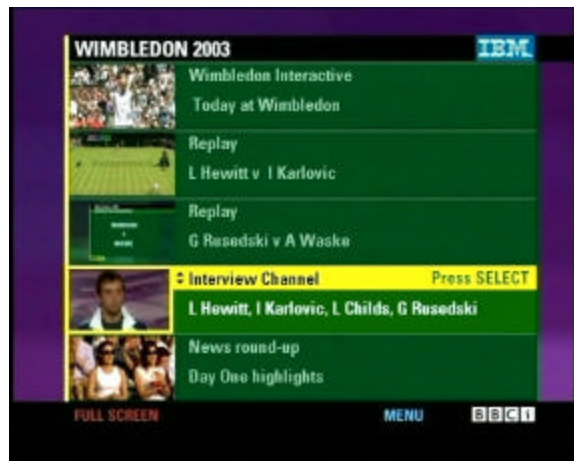 WIMBLEDON 2003 IBM
Wimbledon Interactive
Today at Wimbledon
Replay
L Hewitt v I Karlovic
Replay
G Rusedski v A Waske
Interview Channel Press SELECT
L Hewitt, I Karlovic, L Childs, G Rusedski
News round-up
Day One highlights
FULL SCREEN MENU BBCi